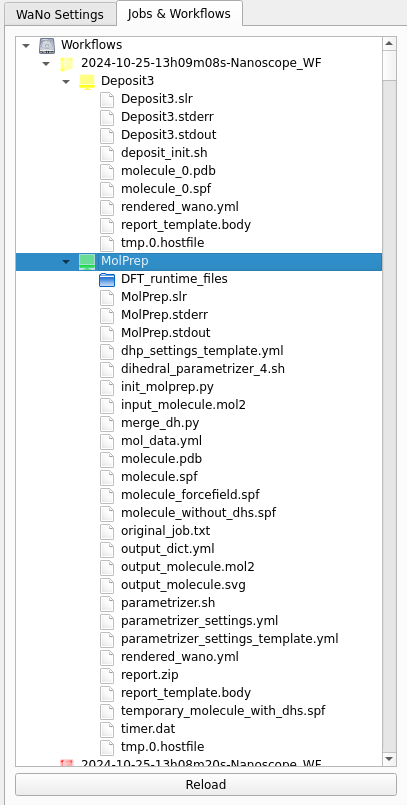 WaNo Settings
Jobs & Workflows
Workflows
2024-10-25-13h09m08s-Nanoscope_WF
Deposit3
Deposit3.slr
Deposit3.stderr
Deposit3.stdout
deposit_init.sh
molecule_0.pdb
molecule_0.spf
rendered_wano.yml
report_template.body
tmp.0.hostfile
MolPrep
DFT_runtime_files
MolPrep.slr
MolPrep.stderr
MolPrep.stdout
dhp_settings_template.yml
dihedral_parametrizer_4.sh
init_molprep.py
input_molecule.mol2
merge_dh.py
mol_data.yml
molecule.pdb
molecule.spf
molecule_forcefield.spf
molecule_without_dhs.spf
original_job.txt
output_dict.yml
output_molecule.mol2
output_molecule.svg
parametrizer.sh
parametrizer_settings.yml
parametrizer_settings_template.yml
rendered_wano.yml
report.zip
report_template.body
temporary_molecule_with_dhs.spf
timer.dat
tmp.0.hostfile
2024-10-25-13h08m20s-Nanoscope_WF
Reload